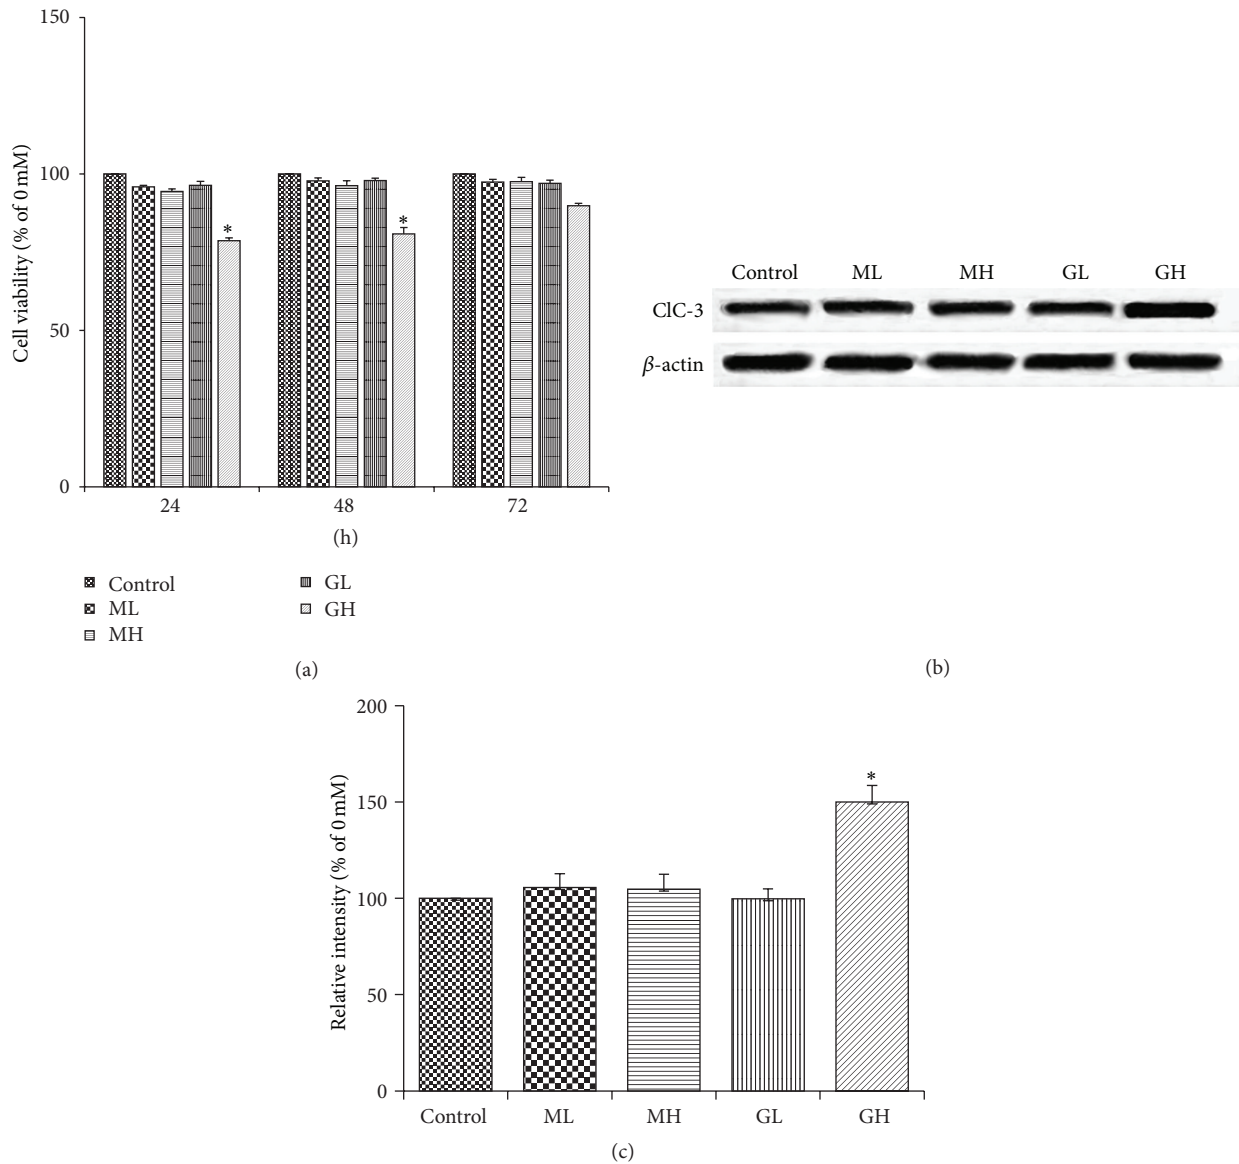 150
100
50
0
Cell viability (% of 0 mM)
*
*
24 48 72
(h)
Control
ML
MH
GL
GH
(a)
Control ML MH GL GH
ClC-3
β-actin
(b)
200
150
100
50
0
Relative intensity (% of 0 mM)
*
Control ML MH GL GH
(c)